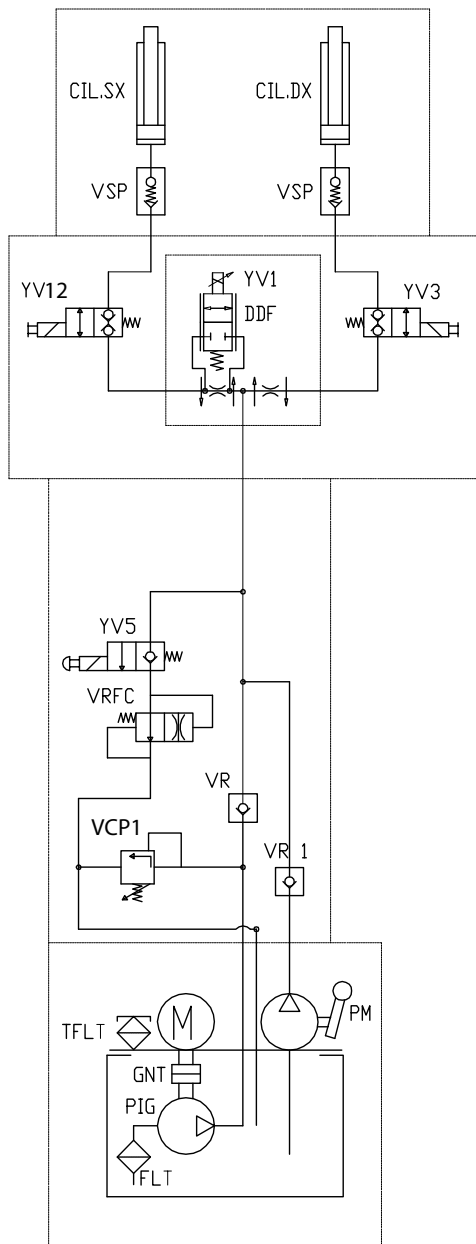 CIL.SX
CIL.DX
VSP
VSP
YV12
YV1
DDF
YV3
YV5
VRFC
VR
VCP1
VR 1
TFLT
M
PM
GNT
PIG
FLT